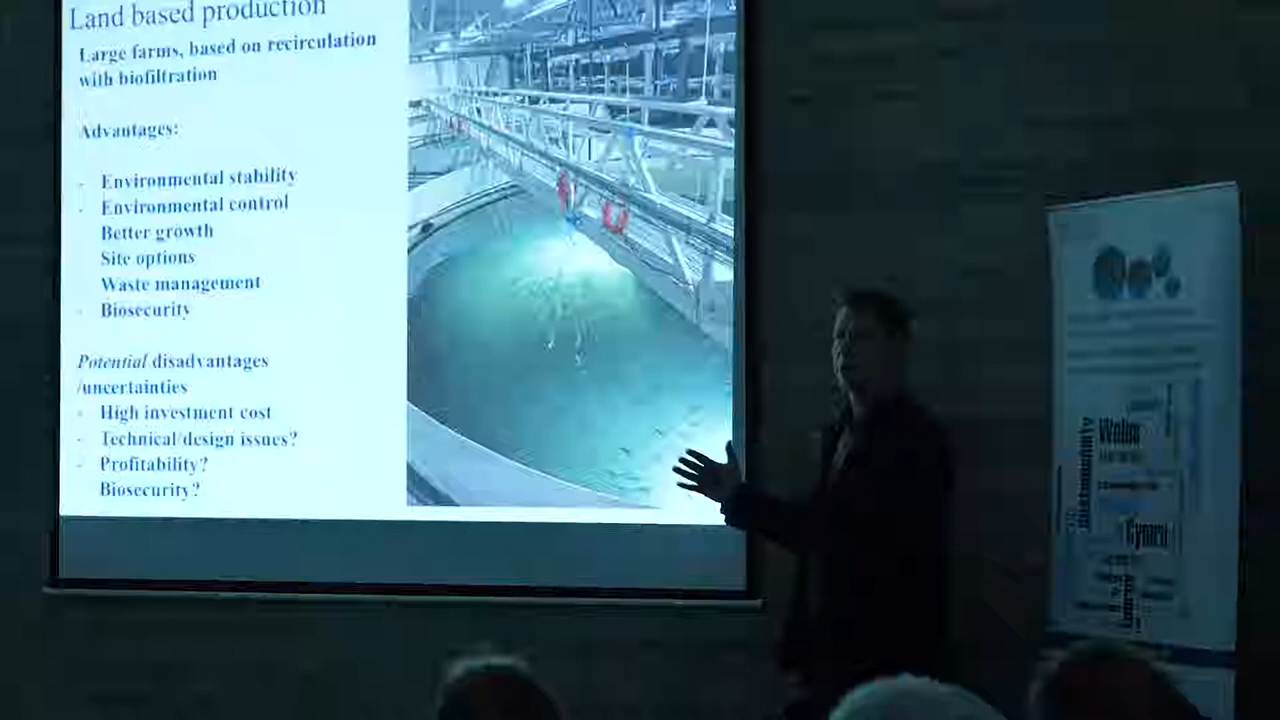 Land based production
Large farms, based on recirculation
with biofiltration
Advantages:
- Environmental stability
- Environmental control
Better growth
Site options
Waste management
- Biosecurity
Potential disadvantages
/uncertainties
- High investment cost
- Technical/design issues?
- Profitability?
Biosecurity?
Wales
Cymru